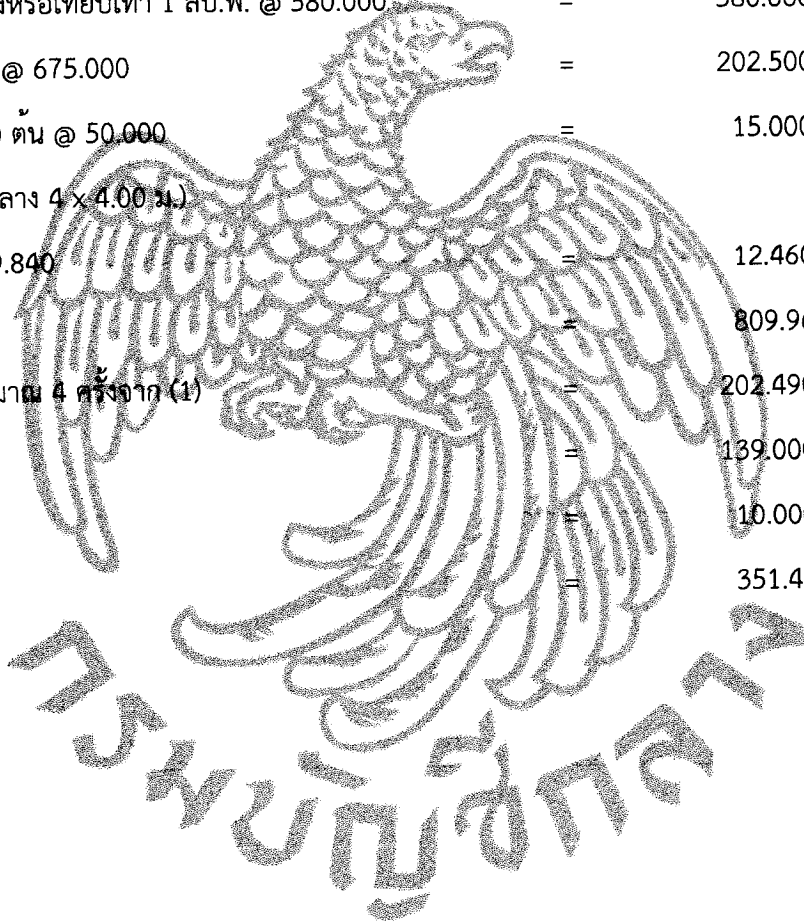 หรือเทียบเท่า 1 ลบ.ฟ. @ 580.000 =
@ 675.000 = 202.500
ต้น @ 50.000 = 15.000
ลาง 4 x 4.00 ม.)
.840 = 12.460
= 809.96
มาณ 4 ครั้งจาก (1) = 202.490
= 139.000
= 10.00
= 351.4
กรมบัญชีกลาง